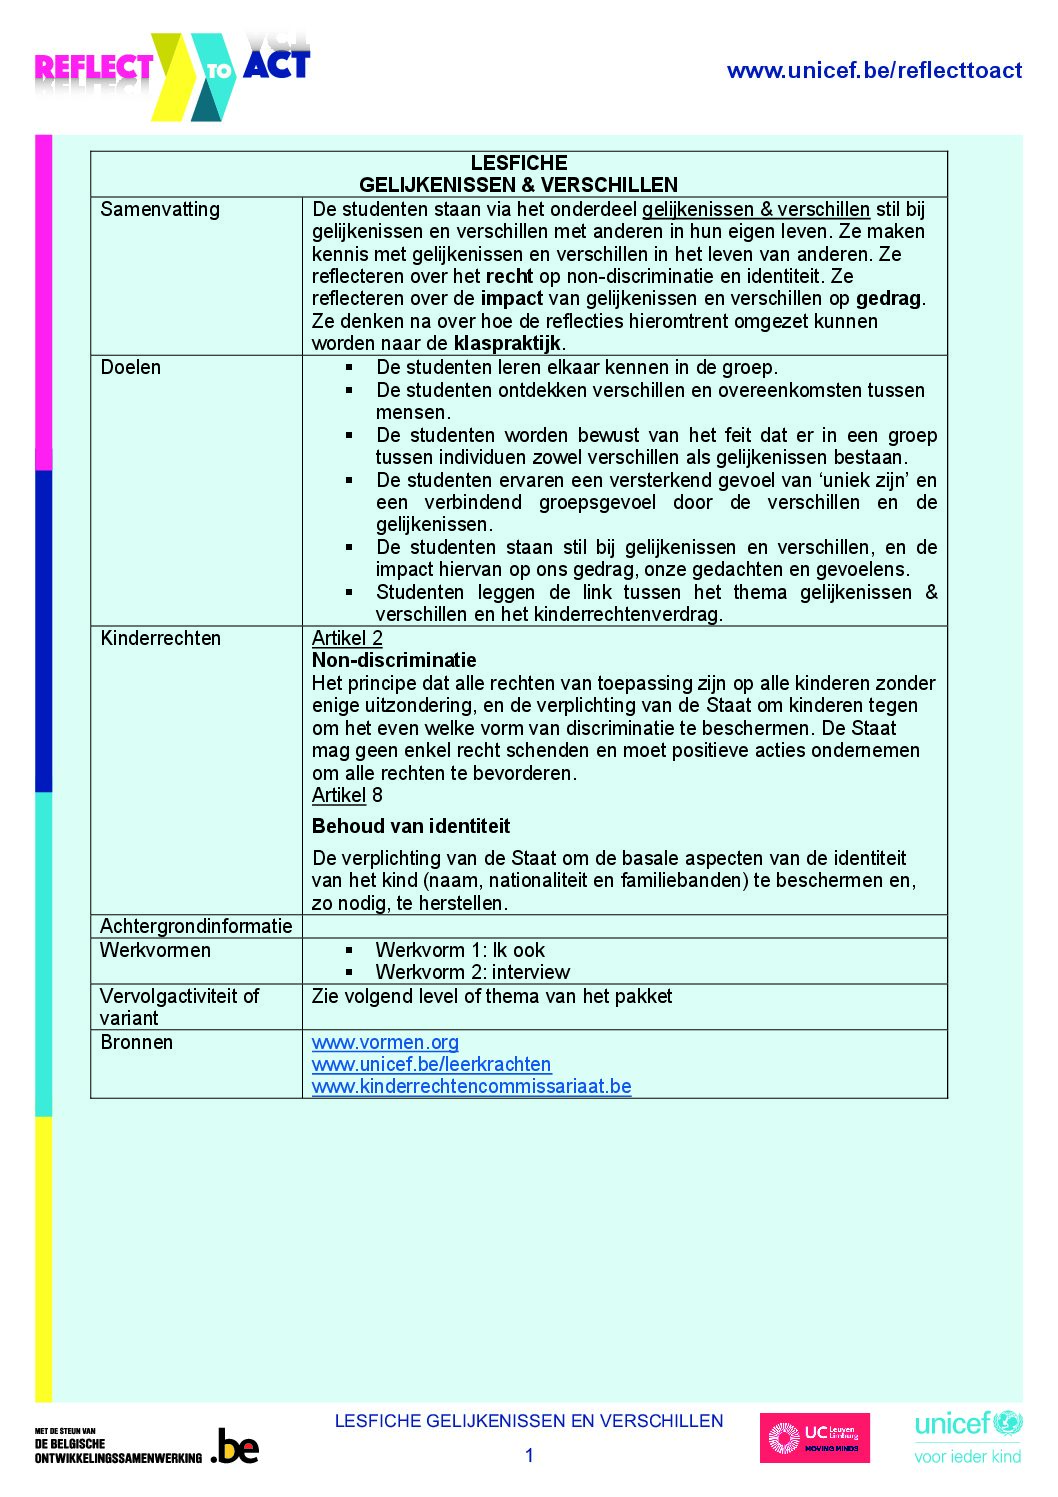 REFLECT TO ACT
www.unicef.be/reflecttoact
LESFICHE
GELIJKENISSEN & VERSCHILLEN
Samenvatting
De studenten staan via het onderdeel gelijkenissen & verschillen stil bij
gelijkenissen en verschillen met anderen in hun eigen leven. Ze maken
kennis met gelijkenissen en verschillen in het leven van anderen. Ze
reflecteren over het recht op non-discriminatie en identiteit. Ze
reflecteren over de impact van gelijkenissen en verschillen op gedrag.
Ze denken na over hoe de reflecties hieromtrent omgezet kunnen
worden naar de klaspraktijk.
Doelen
▪ De studenten leren elkaar kennen in de groep.
▪ De studenten ontdekken verschillen en overeenkomsten tussen
mensen.
▪ De studenten worden bewust van het feit dat er in een groep
tussen individuen zowel verschillen als gelijkenissen bestaan.
▪ De studenten ervaren een versterkend gevoel van ‘uniek zijn’ en
een verbindend groepsgevoel door de verschillen en de
gelijkenissen.
▪ De studenten staan stil bij gelijkenissen en verschillen, en de
impact hiervan op ons gedrag, onze gedachten en gevoelens.
▪ Studenten leggen de link tussen het thema gelijkenissen &
verschillen en het kinderrechtenverdrag.
Kinderrechten
Artikel 2
Non-discriminatie
Het principe dat alle rechten van toepassing zijn op alle kinderen zonder
enige uitzondering, en de verplichting van de Staat om kinderen tegen
om het even welke vorm van discriminatie te beschermen. De Staat
mag geen enkel recht schenden en moet positieve acties ondernemen
om alle rechten te bevorderen.
Artikel 8
Behoud van identiteit
De verplichting van de Staat om de basale aspecten van de identiteit
van het kind (naam, nationaliteit en familiebanden) te beschermen en,
zo nodig, te herstellen.
Achtergrondinformatie
Werkvormen
▪ Werkvorm 1: Ik ook
▪ Werkvorm 2: interview
Vervolgactiviteit of
variant
Zie volgend level of thema van het pakket
Bronnen
www.vormen.org
www.unicef.be/leerkrachten
www.kinderrechtencommissariaat.be
MET DE STEUN VAN
DE BELGISCHE
ONTWIKKELINGSSAMENWERKING
.be
LESFICHE GELIJKENISSEN EN VERSCHILLEN
1
UC Leuven
Limburg
MOVING MINDS
unicef
voor ieder kind